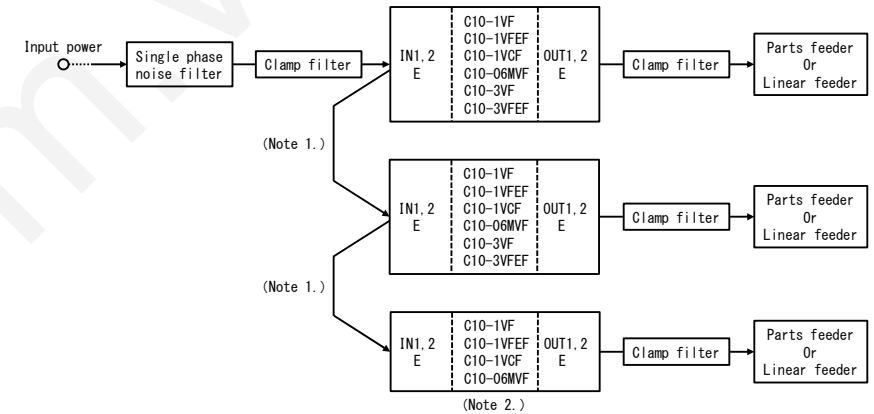 Input power
Single phase
noise filter
Clamp filter
IN1, 2
E
C10-1VF
C10-1VFEF
C10-1VCF
C10-06MVF
C10-3VF
C10-3VFEF
OUT1, 2
E
Clamp filter
Parts feeder
Or
Linear feeder
(Note 1.)
IN1, 2
E
C10-1VF
C10-1VFEF
C10-1VCF
C10-06MVF
C10-3VF
C10-3VFEF
OUT1, 2
E
Clamp filter
Parts feeder
Or
Linear feeder
(Note 1.)
IN1, 2
E
C10-1VF
C10-1VFEF
C10-1VCF
C10-06MVF
OUT1, 2
E
Clamp filter
Parts feeder
Or
Linear feeder
(Note 2.)